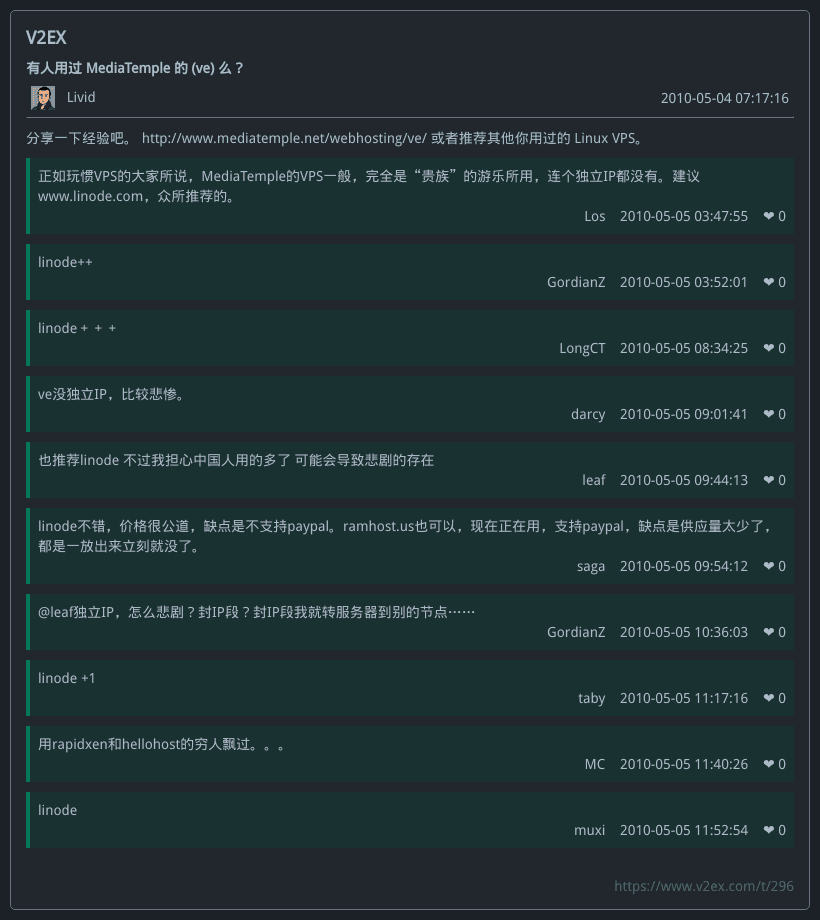 V2EX
有人用过 MediaTemple 的 (ve) 么？
Livid 2010-05-04 07:17:16
分享一下经验吧。 http://www.mediatemple.net/webhosting/ve/ 或者推荐其他你用过的 Linux VPS。
正如玩惯VPS的大家所说，MediaTemple的VPS一般，完全是“贵族”的游乐所用，连个独立IP都没有。建议
www.linode.com，众所推荐的。
Los 2010-05-05 03:47:55 ❤ 0
linode++
GordianZ 2010-05-05 03:52:01 ❤ 0
linode＋＋＋
LongCT 2010-05-05 08:34:25 ❤ 0
ve没独立IP，比较悲惨。
darcy 2010-05-05 09:01:41 ❤ 0
也推荐linode 不过我担心中国人用的多了 可能会导致悲剧的存在
leaf 2010-05-05 09:44:13 ❤ 0
linode不错，价格很公道，缺点是不支持paypal。ramhost.us也可以，现在正在用，支持paypal，缺点是供应量太少了，
都是一放出来立刻就没了。
saga 2010-05-05 09:54:12 ❤ 0
@leaf独立IP，怎么悲剧？封IP段？封IP段我就转服务器到别的节点……
GordianZ 2010-05-05 10:36:03 ❤ 0
linode +1
taby 2010-05-05 11:17:16 ❤ 0
用rapidxen和hellohost的穷人飘过。。。
MC 2010-05-05 11:40:26 ❤ 0
linode
muxi 2010-05-05 11:52:54 ❤ 0
https://www.v2ex.com/t/296